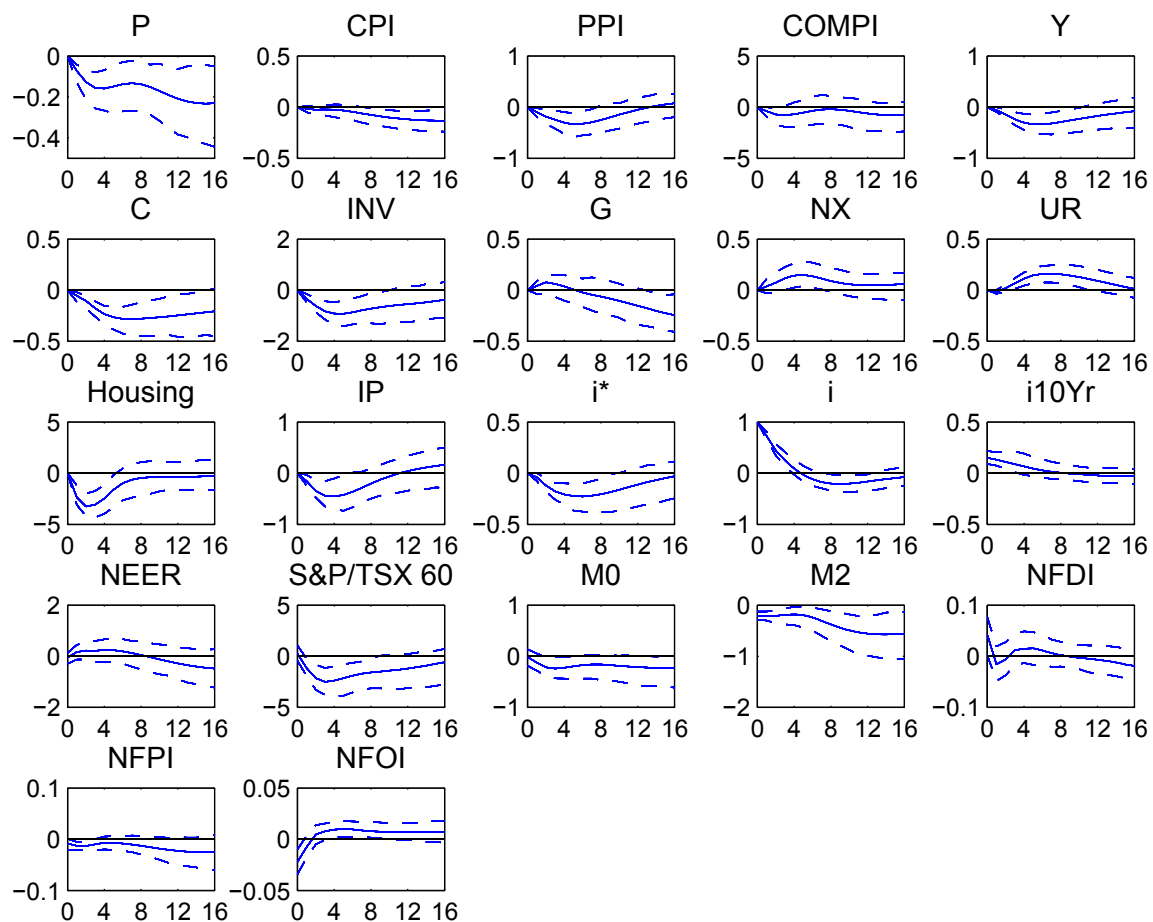 P CPI PPI COMPI Y
0 0.5 1 5 1
−0.2 0 0 0 0
−0.4 −0.5 −1 −5 −1
0 4 8 12 16 0 4 8 12 16 0 4 8 12 16 0 4 8 12 16 0 4 8 12 16
C INV G NX UR
0.5 2 0.5 0.5 0.5
0 0 0 0 0
−0.5 −2 −0.5 −0.5 −0.5
0 4 8 12 16 0 4 8 12 16 0 4 8 12 16 0 4 8 12 16 0 4 8 12 16
Housing IP i* i i10Yr
5 1 0.5 1 0.5
0 0 0 0 0
−5 −1 −0.5 −1 −0.5
0 4 8 12 16 0 4 8 12 16 0 4 8 12 16 0 4 8 12 16 0 4 8 12 16
NEER S&P/TSX 60 M0 M2 NFDI
2 5 1 0 0.1
0 0 0 −1 0
−2 −5 −1 −2 −0.1
0 4 8 12 16 0 4 8 12 16 0 4 8 12 16 0 4 8 12 16 0 4 8 12 16
NFPI NFOI
0.1 0.05
0 0
−0.1 −0.05
0 4 8 12 16 0 4 8 12 16